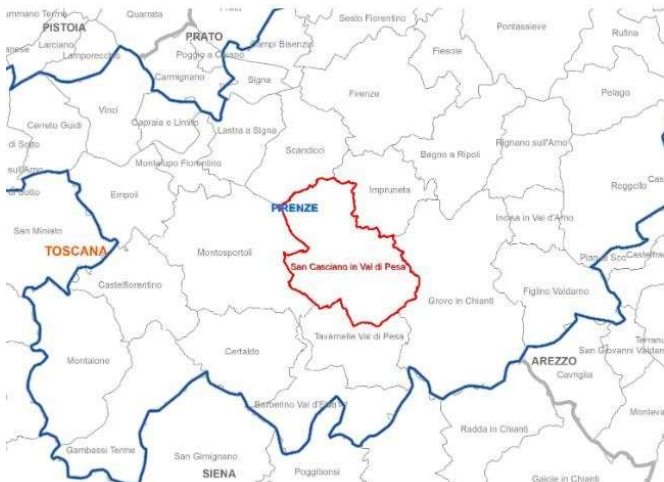 Quarrata
PISTOIA
Larciano
Lamporecchio
PRATO
Poggio a Caiano
Carmignano
Campi Bisenzio
Signa
Sesto Fiorentino
Fiesole
Pontassieve
Rufina
Firenze
Pelago
Vinci
Cerreto Guidi
Capraia e Limite
Lastra a Signa
Scandicci
Bagno a Ripoli
Rignano sull'Arno
Montelupo Fiorentino
Empoli
Impruneta
Reggello
San Miniato
FIRENZE
Incisa in Val d'Arno
TOSCANA
Montespertoli
San Casciano in Val di Pesa
Castelfiorentino
Greve in Chianti
Figline Valdarno
Tavarnelle Val di Pesa
Certaldo
Montaione
AREZZO
San Giovanni Valdarno
Cavriglia
Barberino Val d'Elsa
Radda in Chianti
Gambassi Terme
San Gimignano
SIENA
Poggibonsi
Gaiole in Chianti